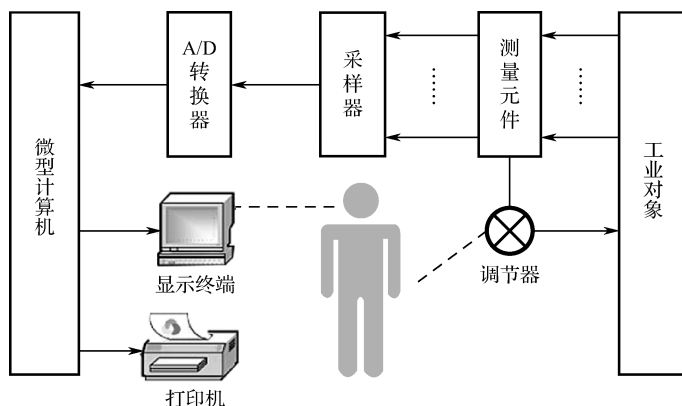 微型计算机
A/D
转换器
采样器
测量元件
工业对象
显示终端
调节器
打印机